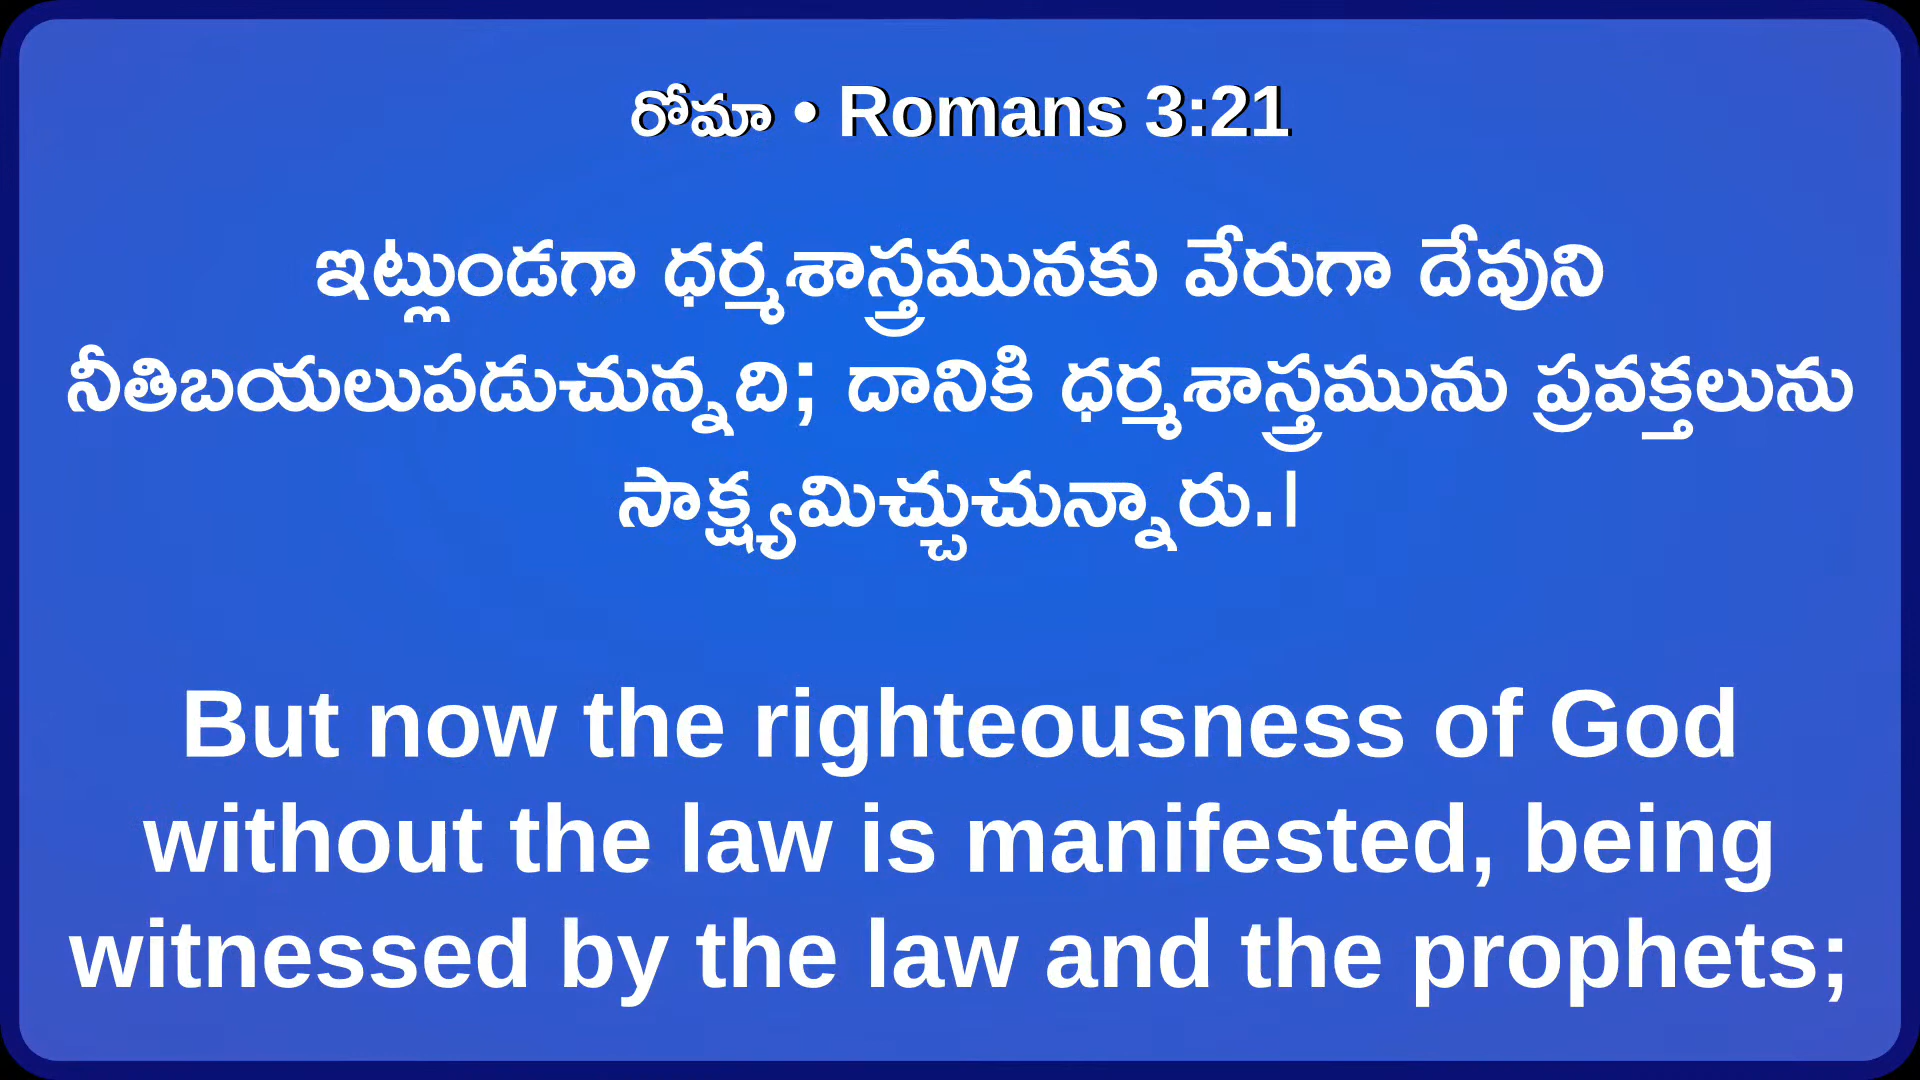 రోమా • Romans 3:21
ఇట్లుండగా ధర్మశాస్త్రమునకు వేరుగా దేవుని
నీతిబయలుపడుచున్నది; దానికి ధర్మశాస్త్రమును ప్రవక్తలును
సాక్ష్యమిచ్చుచున్నారు.।
But now the righteousness of God
without the law is manifested, being
witnessed by the law and the prophets;